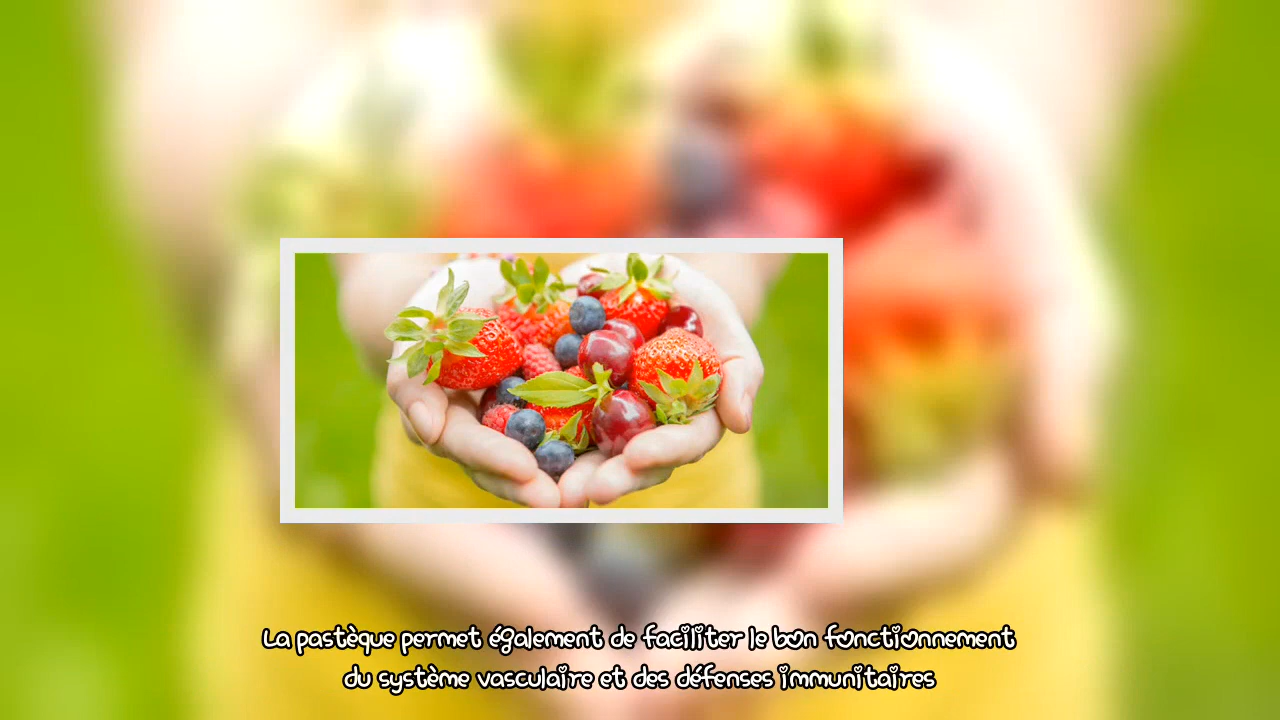 La pastèque permet également de faciliter le bon fonctionnement
du système vasculaire et des défenses immunitaires